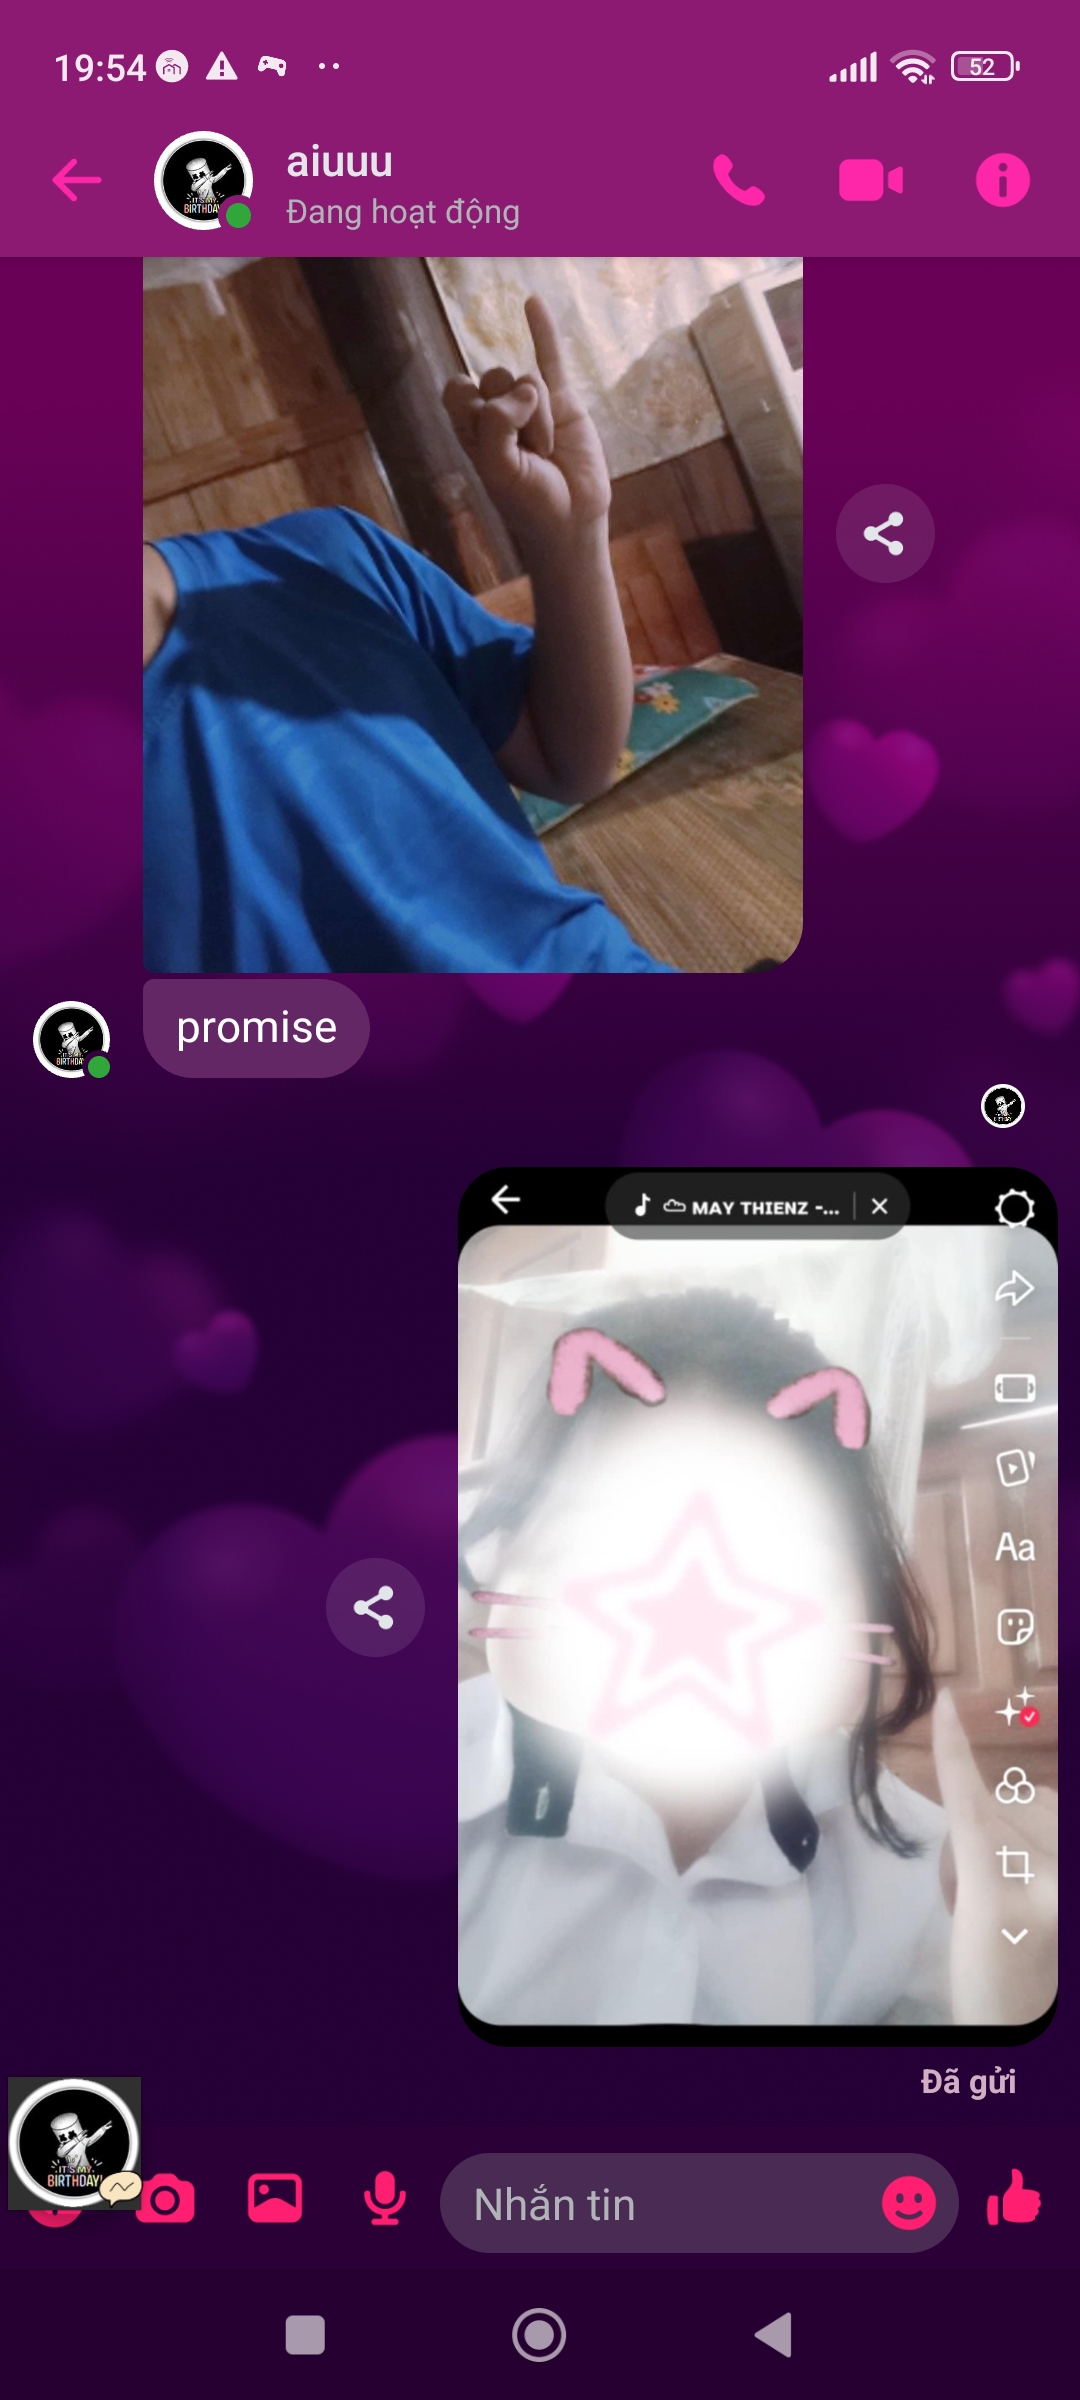 19:54
52
aiuuu
Đang hoạt động
IT'S MY
BIRTHDAY
promise
MAY THIENZ -...
Aa
Đã gửi
IT'S MY
BIRTHDAY!
Nhắn tin